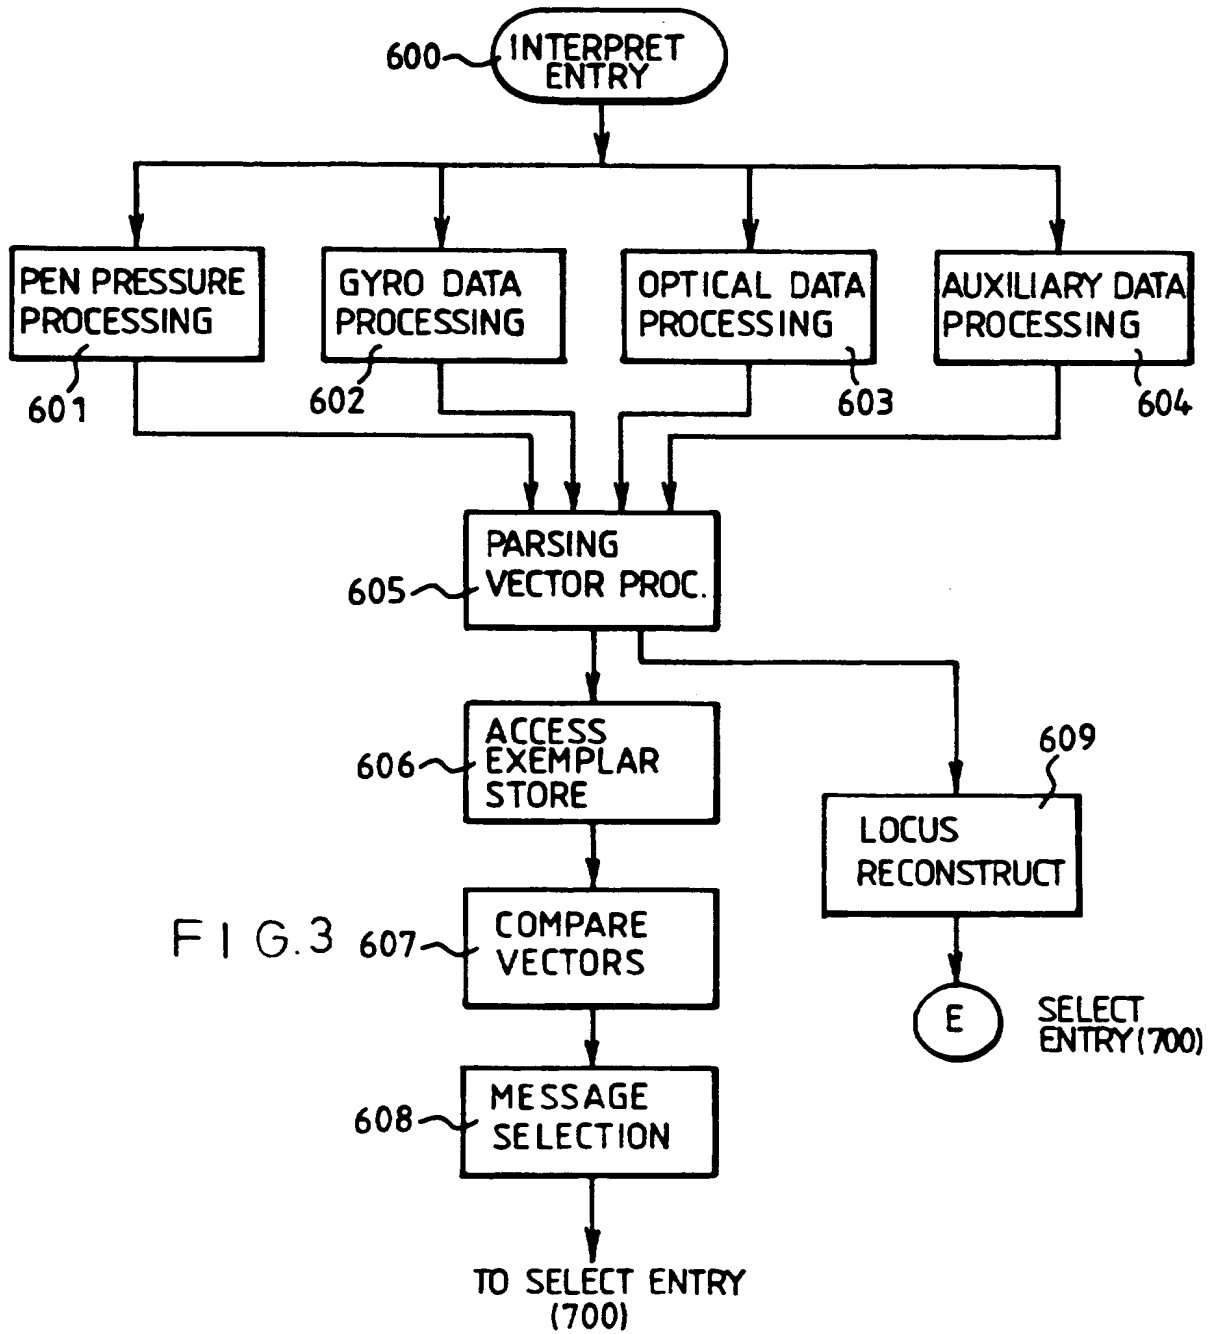 600
INTERPRET
ENTRY
PEN PRESSURE
PROCESSING
601
GYRO DATA
PROCESSING
602
OPTICAL DATA
PROCESSING
603
AUXILIARY DATA
PROCESSING
604
PARSING
VECTOR PROC.
605
ACCESS
EXEMPLAR
STORE
606
609
LOCUS
RECONSTRUCT
FIG.3
607
COMPARE
VECTORS
E
SELECT
ENTRY(700)
608
MESSAGE
SELECTION
TO SELECT ENTRY
(700)